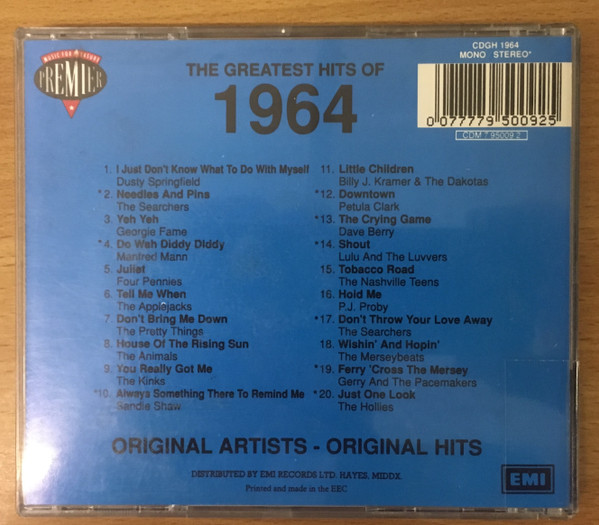 MUSIC FOR PLEASURE
PREMIER
CDGH 1964
MONO STEREO*
THE GREATEST HITS OF
1964
0 077779 500925
CDM 7 95009 2
1. I Just Don't Know What To Do With Myself
Dusty Springfield
*2. Needles And Pins
The Searchers
3. Yeh Yeh
Georgie Fame
*4. Do Wah Diddy Diddy
Manfred Mann
5. Juliet
Four Pennies
6. Tell Me When
The Applejacks
7. Don't Bring Me Down
The Pretty Things
8. House Of The Rising Sun
The Animals
9. You Really Got Me
The Kinks
*10. Always Something There To Remind Me
Sandie Shaw
11. Little Children
Billy J. Kramer & The Dakotas
*12. Downtown
Petula Clark
*13. The Crying Game
Dave Berry
*14. Shout
Lulu And The Luvvers
15. Tobacco Road
The Nashville Teens
16. Hold Me
P.J. Proby
*17. Don't Throw Your Love Away
The Searchers
18. Wishin' And Hopin'
The Merseybeats
*19. Ferry 'Cross The Mersey
Gerry And The Pacemakers
*20. Just One Look
The Hollies
ORIGINAL ARTISTS - ORIGINAL HITS
DISTRIBUTED BY EMI RECORDS LTD. HAYES, MIDDX.
Printed and made in the EEC
EMI